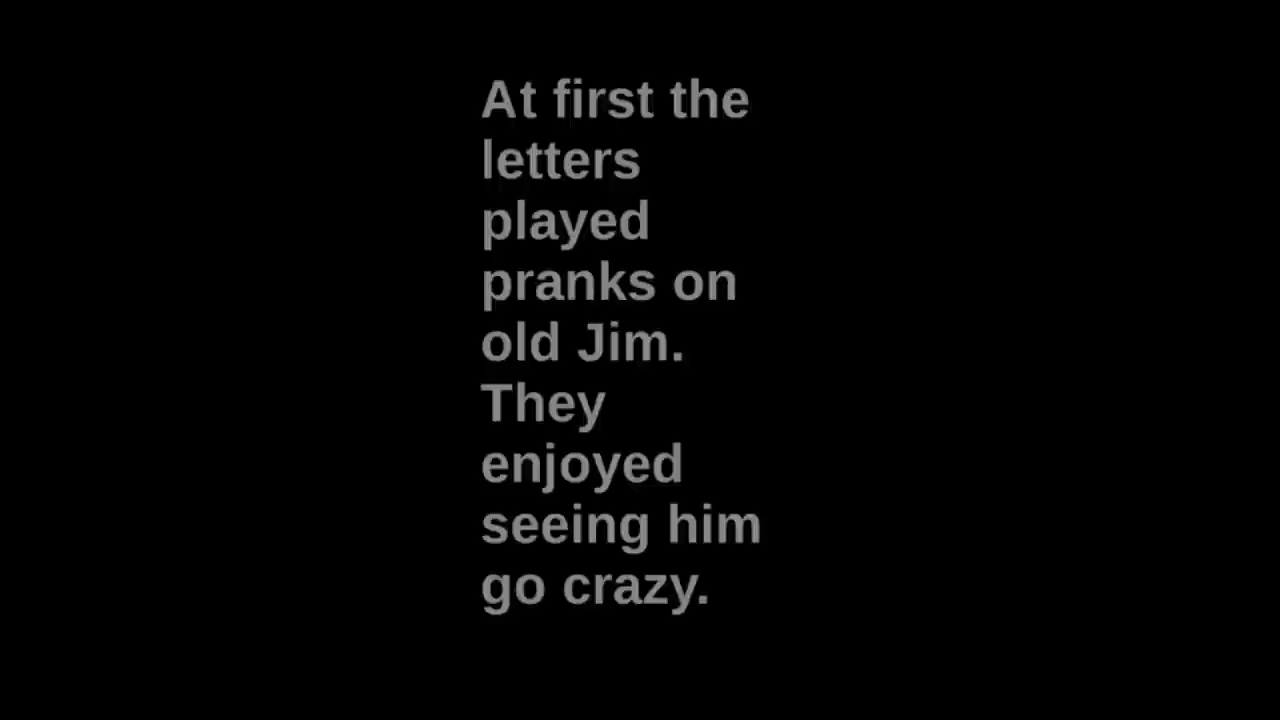 At first the
letters
played
pranks on
old Jim.
They
enjoyed
seeing him
go crazy.